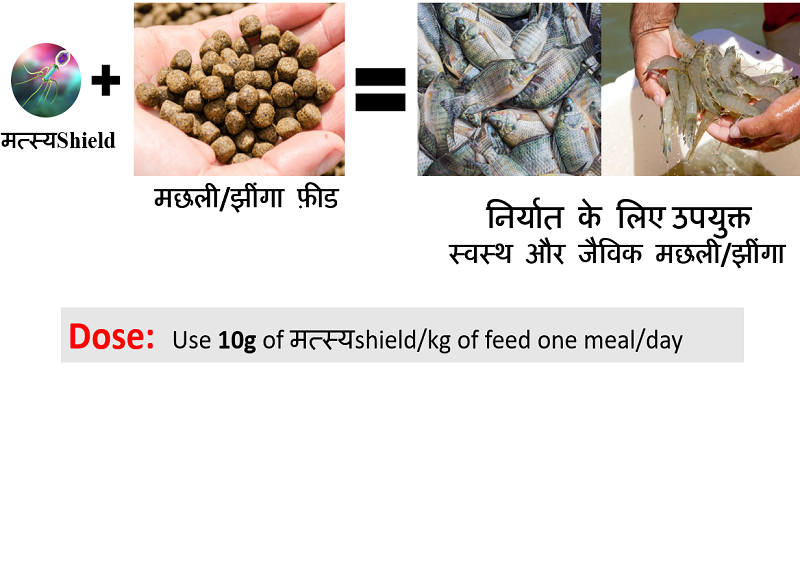 मत्स्यShield
मछली/झींगा फ़ीड
निर्यात के लिए उपयुक्त
स्वस्थ और जैविक मछली/झींगा
Dose: Use 10g of मत्स्यshield/kg of feed one meal/day